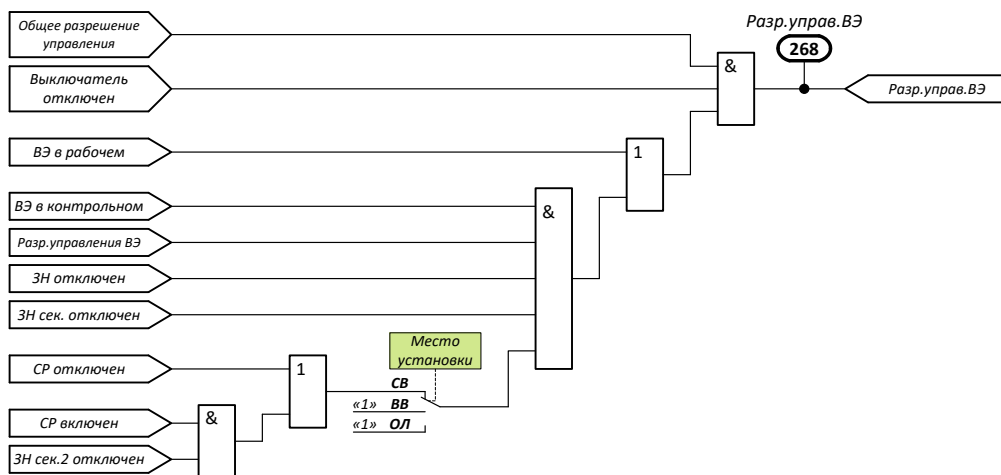 Общее разрешение
управления
Разр.управ.ВЭ
268
&
Выключатель
отключен
Разр.управ.ВЭ
ВЭ в рабочем
1
ВЭ в контрольном
&
Разр.управления ВЭ
ЗН отключен
ЗН сек. отключен
Место
установки
СР отключен
1
СВ
«1» ВВ
«1» ОЛ
СР включен
&
ЗН сек.2 отключен